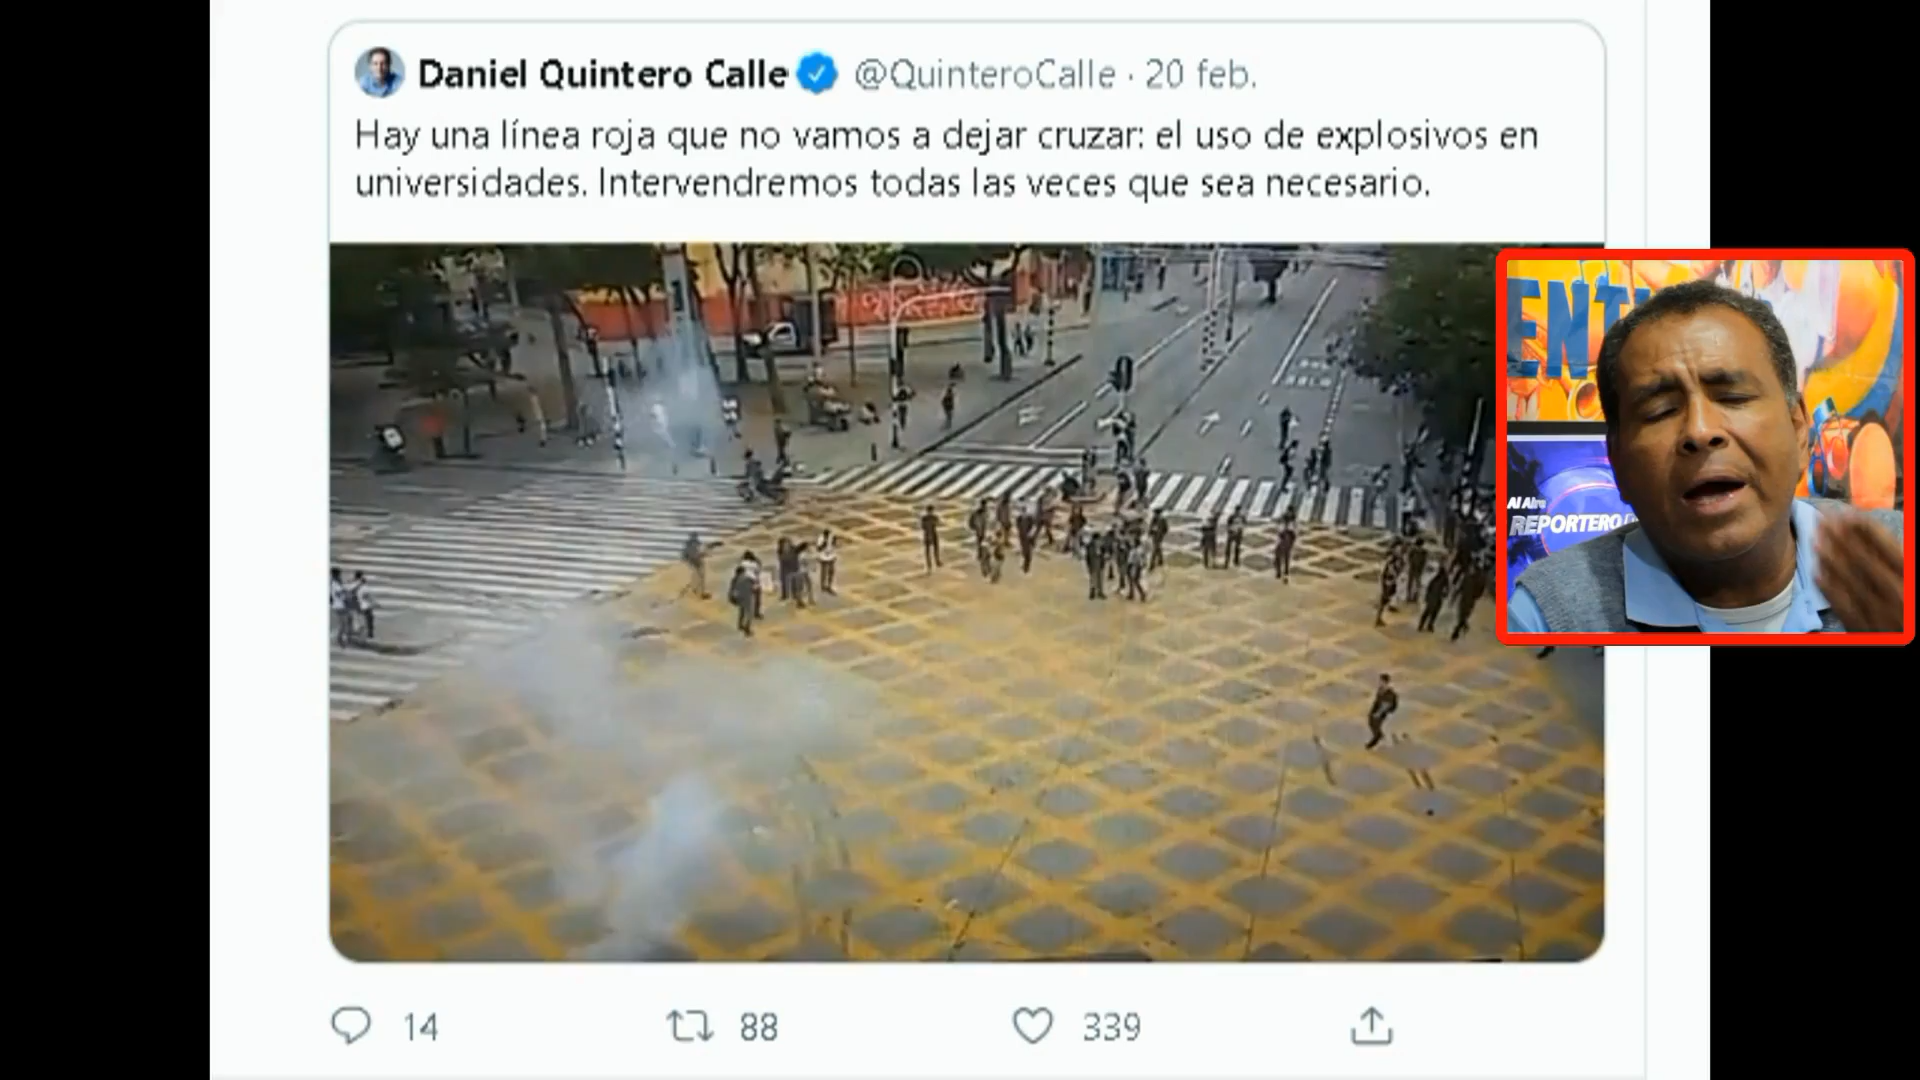 Daniel Quintero Calle @QuinteroCalle · 20 feb.
Hay una línea roja que no vamos a dejar cruzar: el uso de explosivos en
universidades. Intervendremos todas las veces que sea necesario.
ENT
Al Aire
REPORTERO
14 88 339